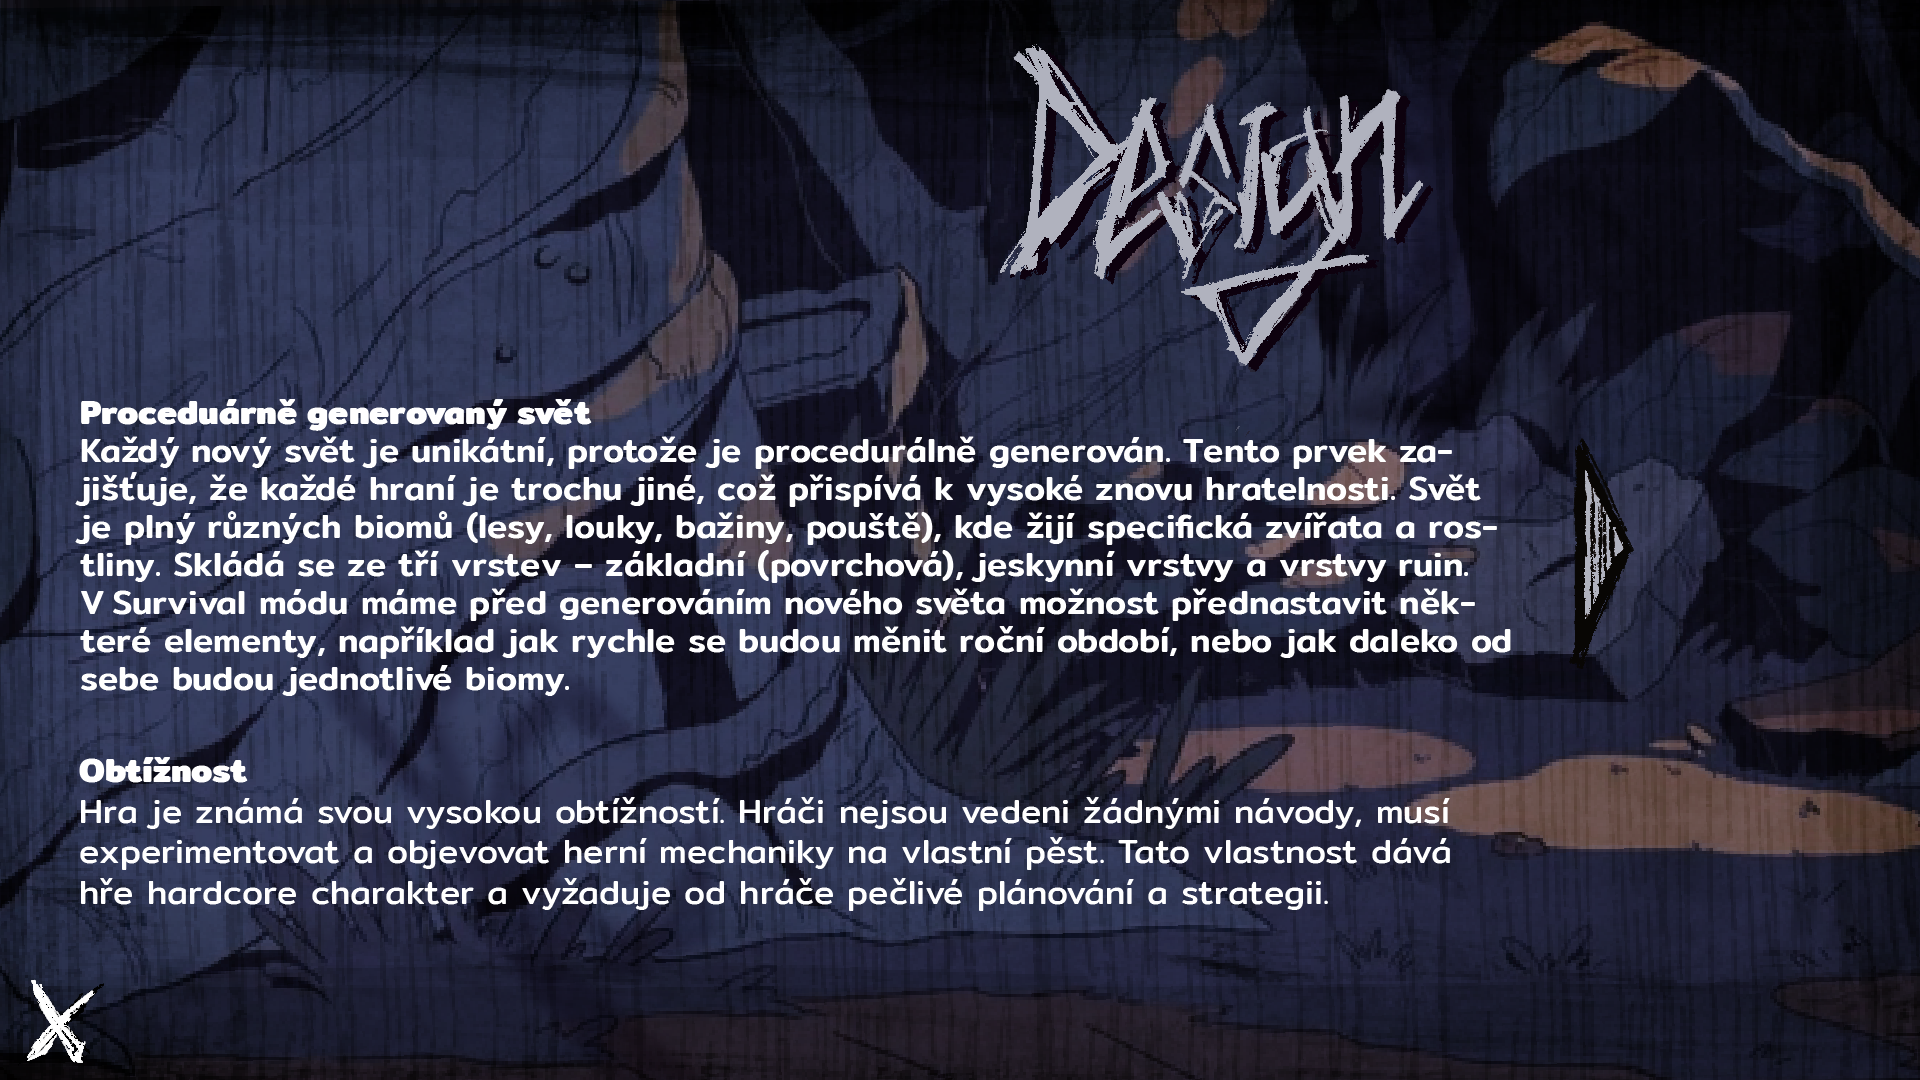 Design
Proceduárně generovaný svět
Každý nový svět je unikátní, protože je procedurálně generován. Tento prvek za-
jišťuje, že každé hraní je trochu jiné, což přispívá k vysoké znovu hratelnosti. Svět
je plný různých biomů (lesy, louky, bažiny, pouště), kde žijí specifická zvířata a ros-
tliny. Skládá se ze tří vrstev – základní (povrchová), jeskynní vrstvy a vrstvy ruin.
V Survival módu máme před generováním nového světa možnost přednastavit něk-
teré elementy, například jak rychle se budou měnit roční období, nebo jak daleko od
sebe budou jednotlivé biomy.
Obtížnost
Hra je známá svou vysokou obtížností. Hráči nejsou vedeni žádnými návody, musí
experimentovat a objevovat herní mechaniky na vlastní pěst. Tato vlastnost dává
hře hardcore charakter a vyžaduje od hráče pečlivé plánování a strategii.